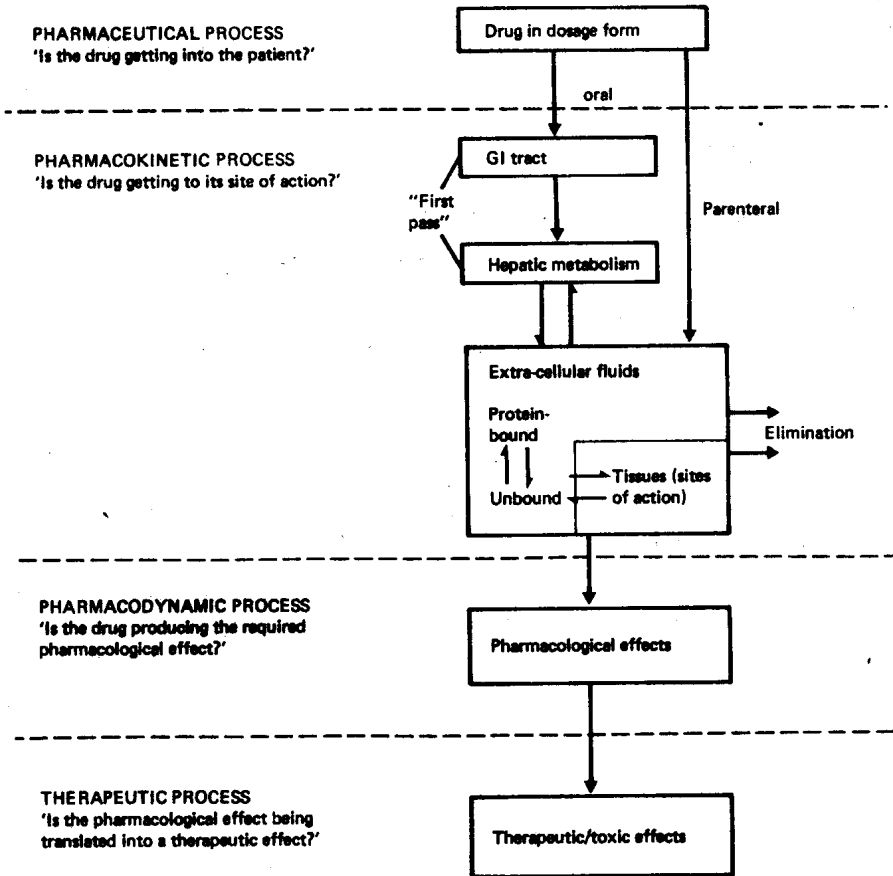 PHARMACEUTICAL PROCESS
'Is the drug getting into the patient?'
Drug in dosage form
oral
PHARMACOKINETIC PROCESS
'Is the drug getting to its site of action?'
GI tract
"First
pass"
Parenteral
Hepatic metabolism
Extra-cellular fluids
Protein-
bound
Elimination
Unbound
Tissues (sites
of action)
PHARMACODYNAMIC PROCESS
'Is the drug producing the required
pharmacological effect?'
Pharmacological effects
THERAPEUTIC PROCESS
'Is the pharmacological effect being
translated into a therapeutic effect?'
Therapeutic/toxic effects